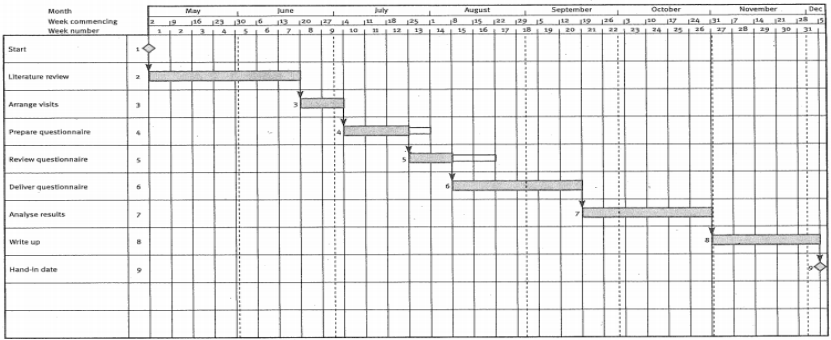 Month May June July August September October November Dec
Week commencing 2 9 16 23 30 6 13 20 27 4 11 18 25 1 8 15 22 29 5 12 19 26 3 10 17 24 31 7 14 21 28 5
Week number 1 2 3 4 5 6 7 8 9 10 11 12 13 14 15 16 17 18 19 20 21 22 23 24 25 26 27 28 29 30 31
Start 1
Literature review 2
Arrange visits 3 3
Prepare questionnaire 4 4
Review questionnaire 5 5
Deliver questionnaire 6 6
Analyse results 7 7
Write up 8 8
Hand-in date 9 9